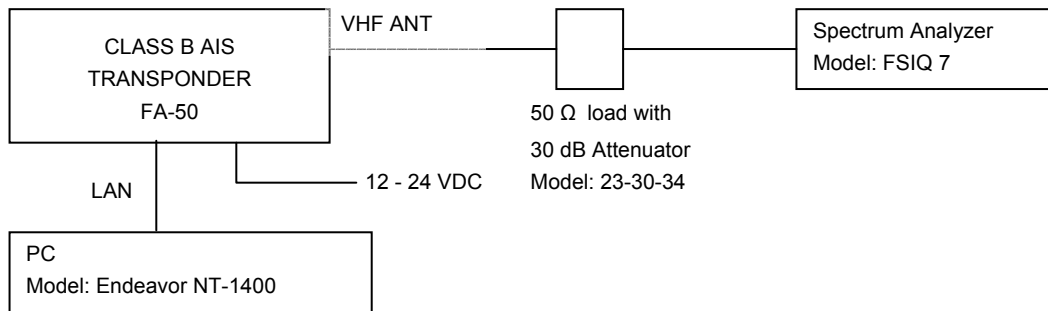 CLASS B AIS
TRANSPONDER
FA-50
VHF ANT
Spectrum Analyzer
Model: FSIQ 7
50 Ω load with
30 dB Attenuator
Model: 23-30-34
12 - 24 VDC
LAN
PC
Model: Endeavor NT-1400